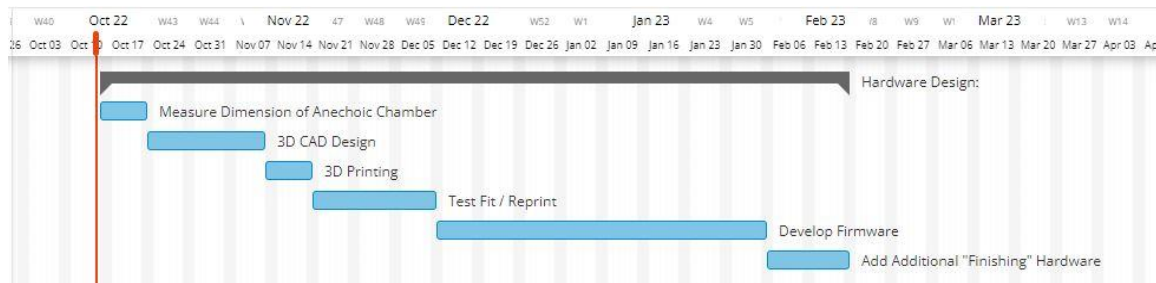 W40 Oct 22 W43 W44 Nov 22 47 W48 W49 Dec 22 W52 W1 Jan 23 W4 W5 Feb 23 W9 Mar 23 W13 W14
26 Oct 03 Oct 10 Oct 17 Oct 24 Oct 31 Nov 07 Nov 14 Nov 21 Nov 28 Dec 05 Dec 12 Dec 19 Dec 26 Jan 02 Jan 09 Jan 16 Jan 23 Jan 30 Feb 06 Feb 13 Feb 20 Feb 27 Mar 06 Mar 13 Mar 20 Mar 27 Apr 03
Hardware Design:
Measure Dimension of Anechoic Chamber
3D CAD Design
3D Printing
Test Fit / Reprint
Develop Firmware
Add Additional "Finishing" Hardware